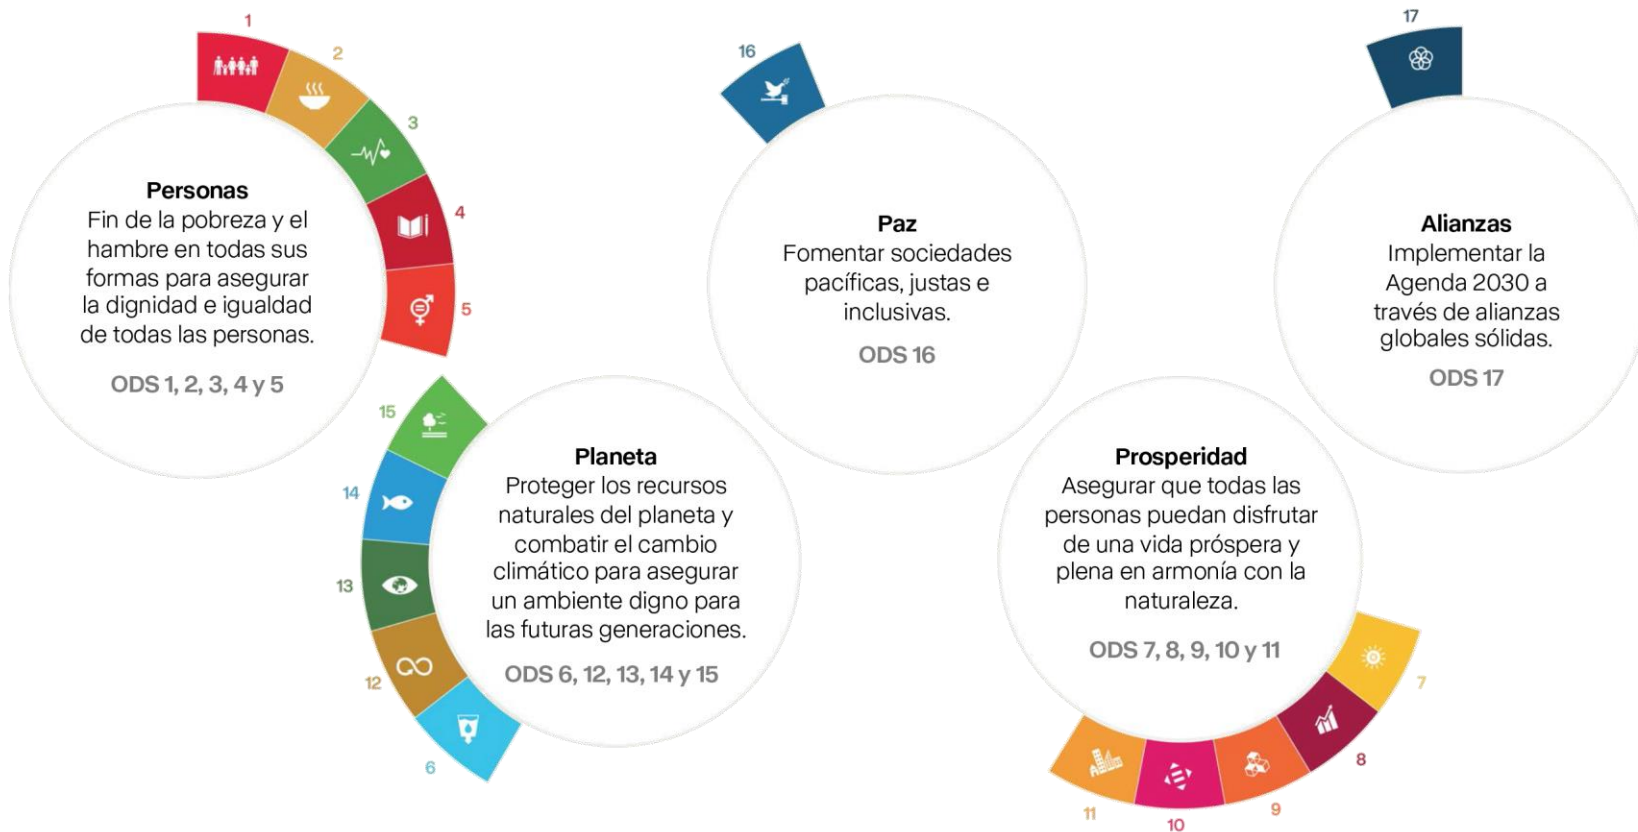 1
2
3
4
5
Personas
Fin de la pobreza y el
hambre en todas sus
formas para asegurar
la dignidad e igualdad
de todas las personas.
ODS 1, 2, 3, 4 y 5
16
Paz
Fomentar sociedades
pacíficas, justas e
inclusivas.
ODS 16
17
Alianzas
Implementar la
Agenda 2030 a
través de alianzas
globales sólidas.
ODS 17
15
14
13
12
6
Planeta
Proteger los recursos
naturales del planeta y
combatir el cambio
climático para asegurar
un ambiente digno para
las futuras generaciones.
ODS 6, 12, 13, 14 y 15
Prosperidad
Asegurar que todas las
personas puedan disfrutar
de una vida próspera y
plena en armonía con la
naturaleza.
ODS 7, 8, 9, 10 y 11
7
8
9
10
11